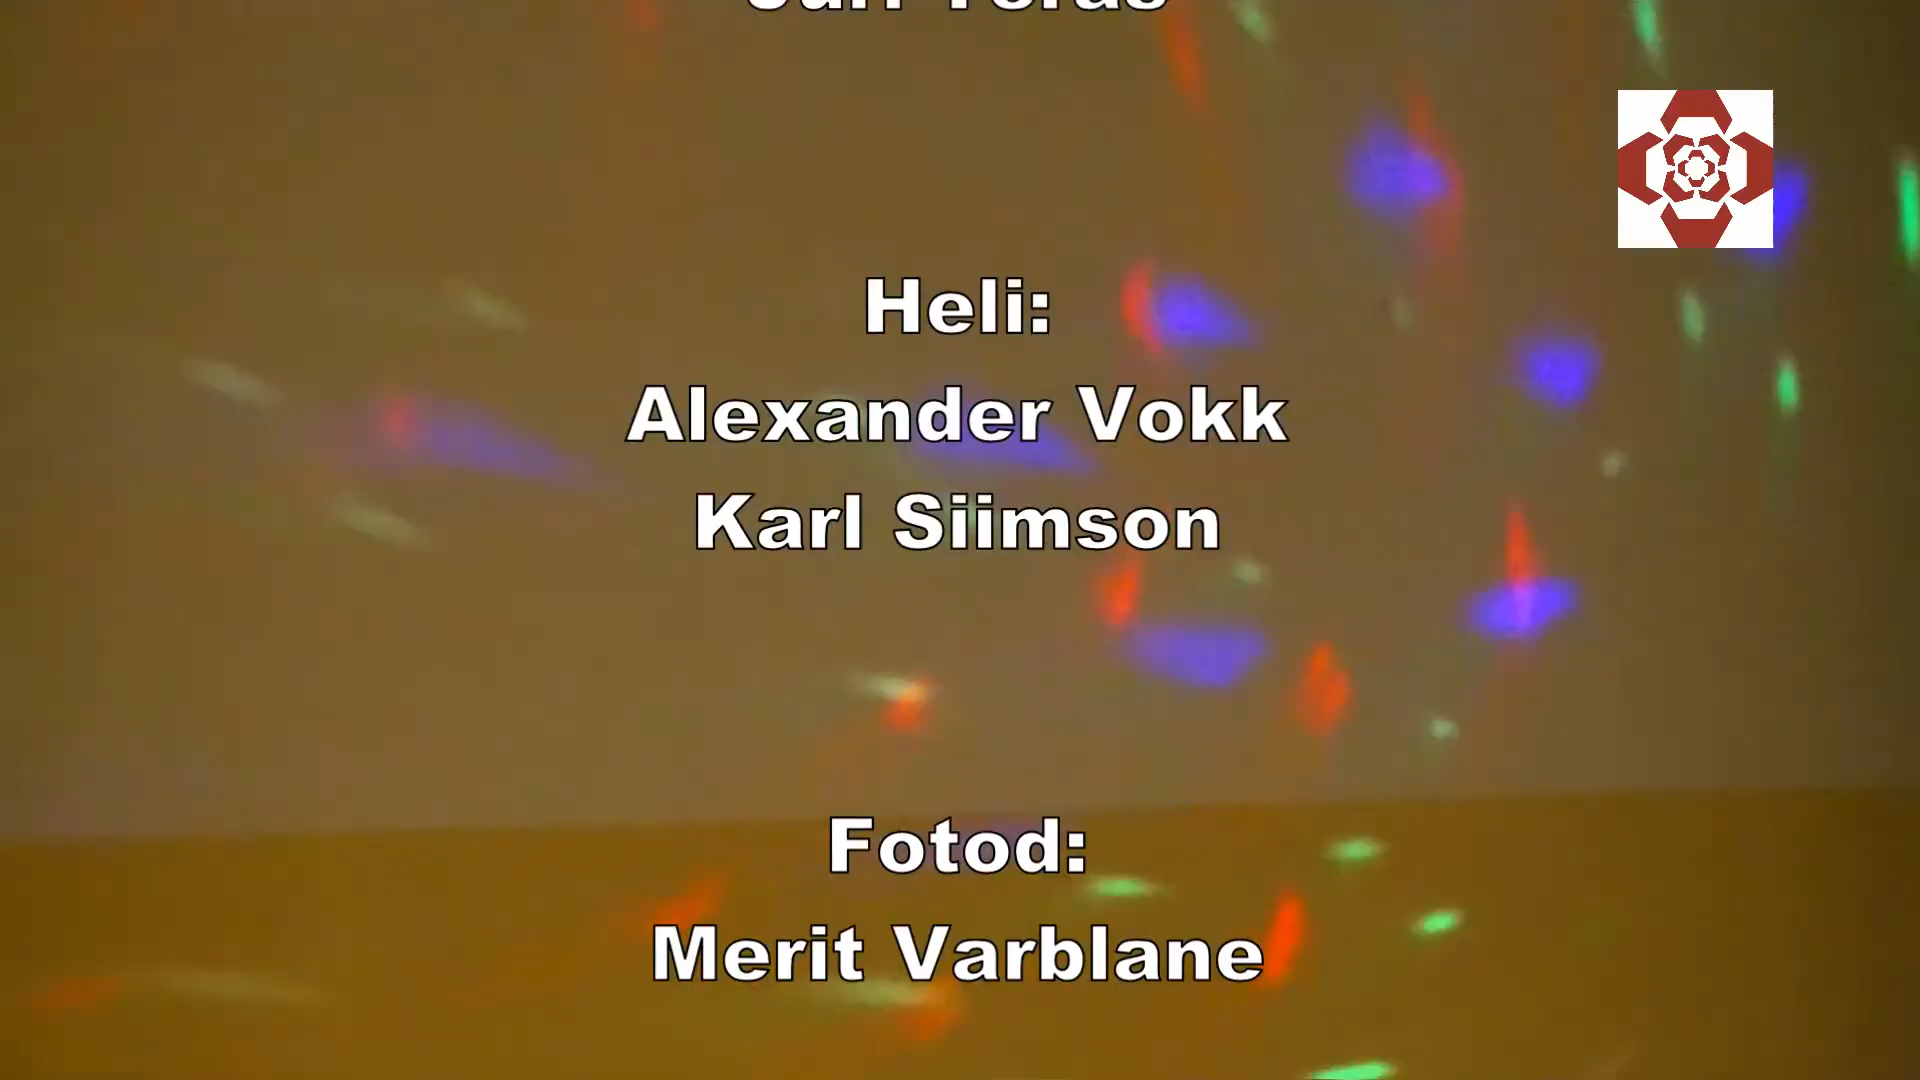 Heli:
Alexander Vokk
Karl Siimson
Fotod:
Merit Varblane